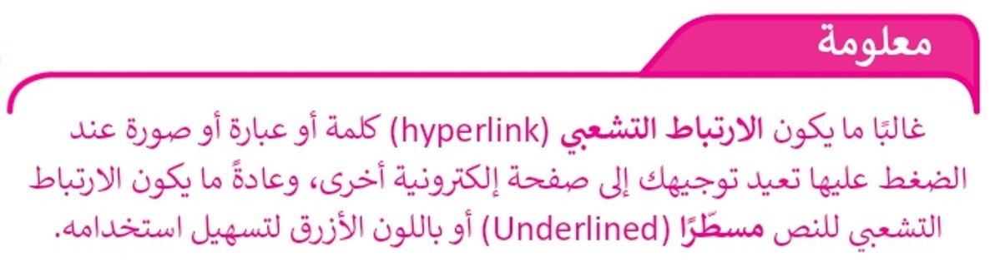 معلومة
غالبًا ما يكون الارتباط التشعبي (hyperlink) كلمة أو عبارة أو صورة عند
الضغط عليها تعيد توجيهك إلى صفحة إلكترونية أخرى، وعادةً ما يكون الارتباط
التشعبي للنص مسطّرًا (Underlined) أو باللون الأزرق لتسهيل استخدامه.